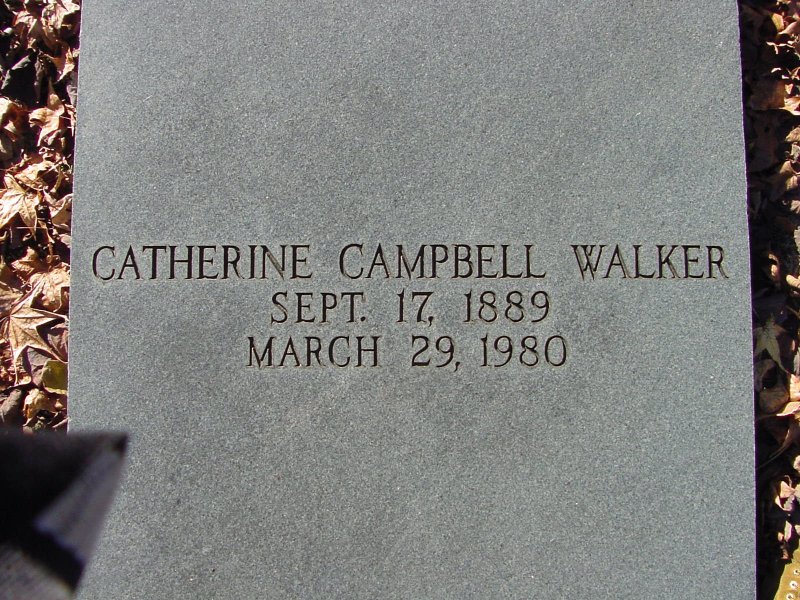 CATHERINE CAMPBELL WALKER
SEPT. 17, 1889
MARCH 29, 1980